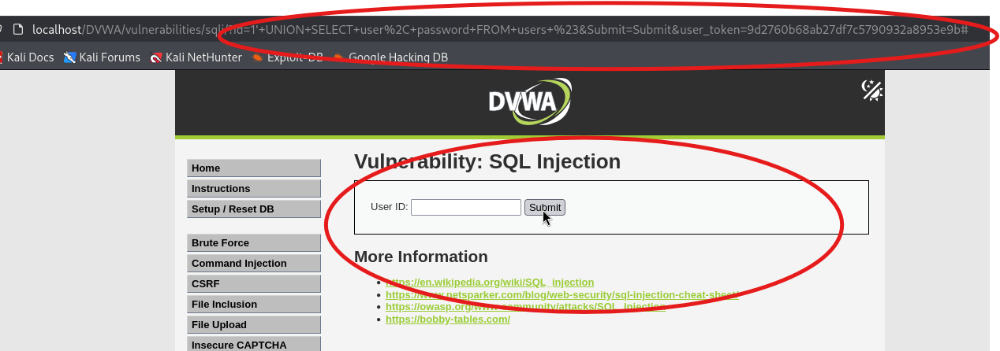 localhost/DVWA/vulnerabilities/sqli/?id=1'+UNION+SELECT+user%2C+password+FROM+users+%23&Submit=Submit&user_token=9d2760b68ab27df7c5790932a8953e9b#
Kali Docs Kali Forums Kali NetHunter Exploit-DB Google Hacking DB
DVWA
Vulnerability: SQL Injection
Home
Instructions
Setup / Reset DB
User ID: Submit
Brute Force
Command Injection
CSRF
File Inclusion
File Upload
Insecure CAPTCHA
More Information
https://en.wikipedia.org/wiki/SQL_injection
https://www.netsparker.com/blog/web-security/sql-injection-cheat-sheet/
https://owasp.org/www-community/attacks/SQL_Injection
https://bobby-tables.com/